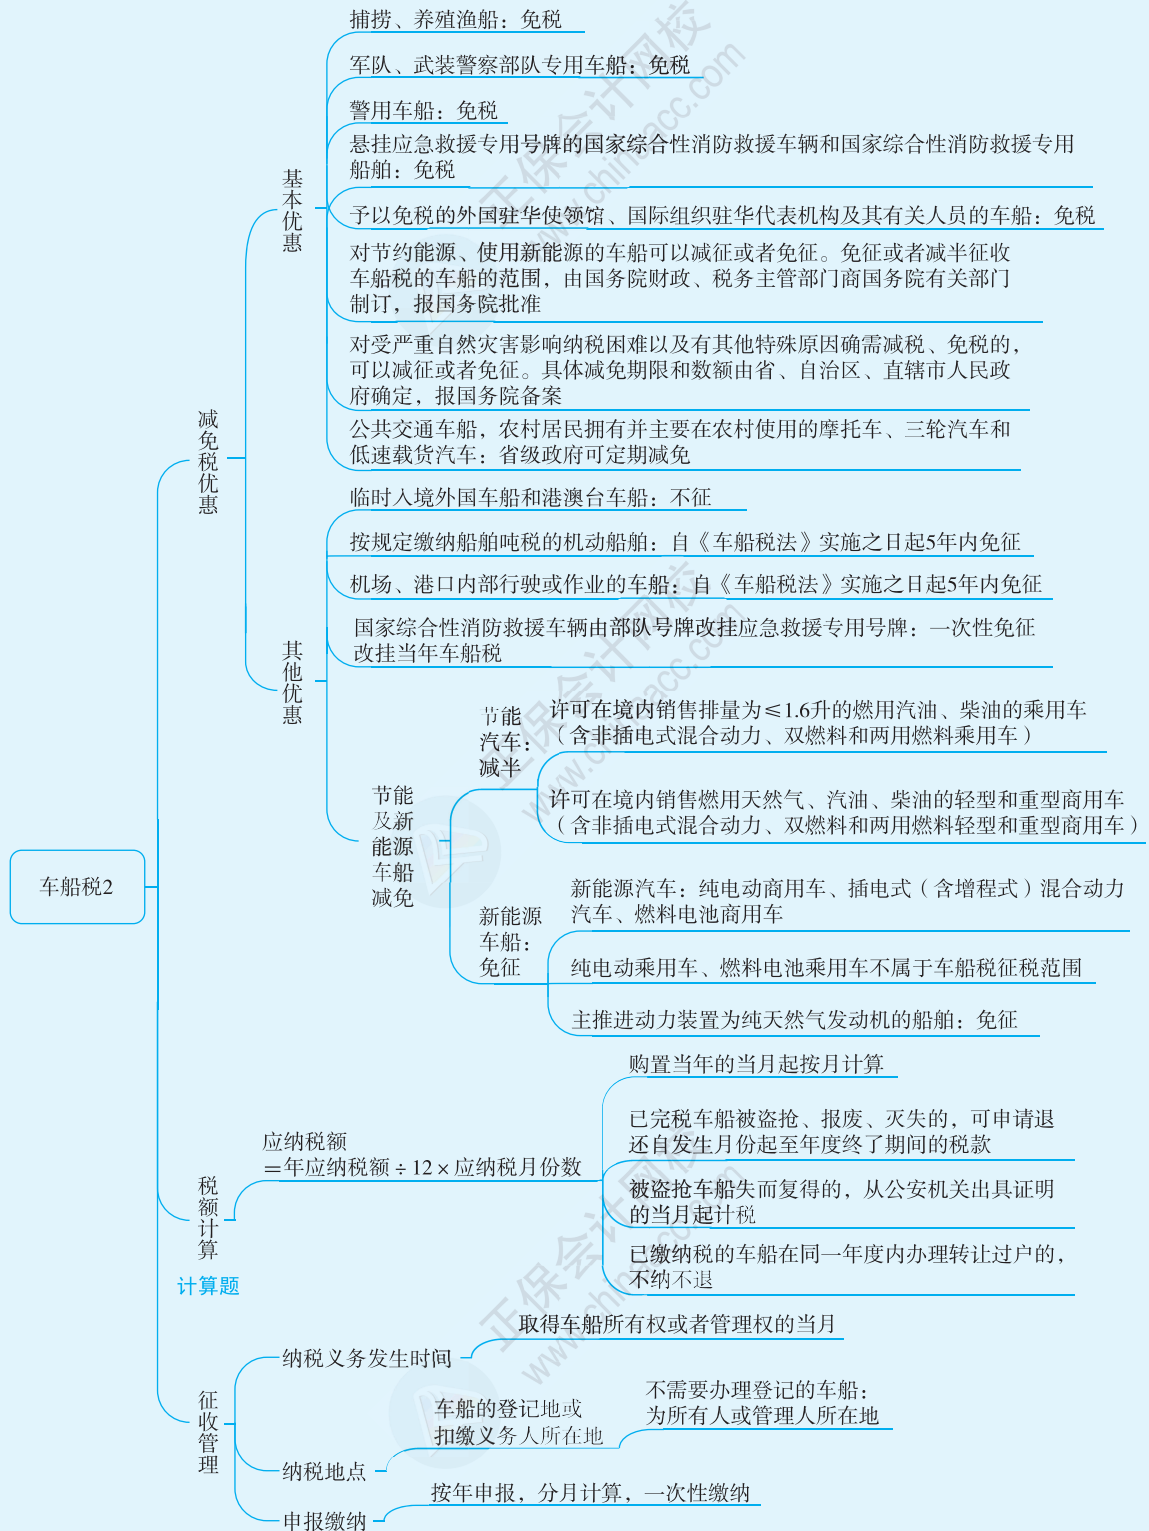 捕捞、养殖渔船：免税
军队、武装警察部队专用车船：免税
警用车船：免税
悬挂应急救援专用号牌的国家综合性消防救援车辆和国家综合性消防救援专用
船舶：免税
基本优惠
予以免税的外国驻华使领馆、国际组织驻华代表机构及其有关人员的车船：免税
对节约能源、使用新能源的车船可以减征或者免征。免征或者减半征收
车船税的车船的范围，由国务院财政、税务主管部门商国务院有关部门
制订，报国务院批准
对受严重自然灾害影响纳税困难以及有其他特殊原因确需减税、免税的，
可以减征或者免征。具体减免期限和数额由省、自治区、直辖市人民政
府确定，报国务院备案
公共交通车船，农村居民拥有并主要在农村使用的摩托车、三轮汽车和
低速载货汽车：省级政府可定期减免
减免税优惠
临时入境外国车船和港澳台车船：不征
按规定缴纳船舶吨税的机动船舶：自《车船税法》实施之日起5年内免征
机场、港口内部行驶或作业的车船：自《车船税法》实施之日起5年内免征
国家综合性消防救援车辆由部队号牌改挂应急救援专用号牌：一次性免征
改挂当年车船税
其他优惠
节能
汽车：
减半
许可在境内销售排量为≤1.6升的燃用汽油、柴油的乘用车
（含非插电式混合动力、双燃料和两用燃料乘用车）
许可在境内销售燃用天然气、汽油、柴油的轻型和重型商用车
（含非插电式混合动力、双燃料和两用燃料轻型和重型商用车）
节能
及新
能源
车船
减免
车船税2
新能源
车船：
免征
新能源汽车：纯电动商用车、插电式（含增程式）混合动力
汽车、燃料电池商用车
纯电动乘用车、燃料电池乘用车不属于车船税征税范围
主推进动力装置为纯天然气发动机的船舶：免征
购置当年的当月起按月计算
已完税车船被盗抢、报废、灭失的，可申请退
还自发生月份起至年度终了期间的税款
应纳税额
＝年应纳税额÷12×应纳税月份数
被盗抢车船失而复得的，从公安机关出具证明
的当月起计税
已缴纳税的车船在同一年度内办理转让过户的，
不纳不退
税额计算
计算题
取得车船所有权或者管理权的当月
纳税义务发生时间
征收管理
车船的登记地或
扣缴义务人所在地
不需要办理登记的车船：
为所有人或管理人所在地
纳税地点
按年申报，分月计算，一次性缴纳
申报缴纳
正保会计网校
www.chinaacc.com
正保会计网校
www.chinaacc.com
正保会计网校
www.chinaacc.com